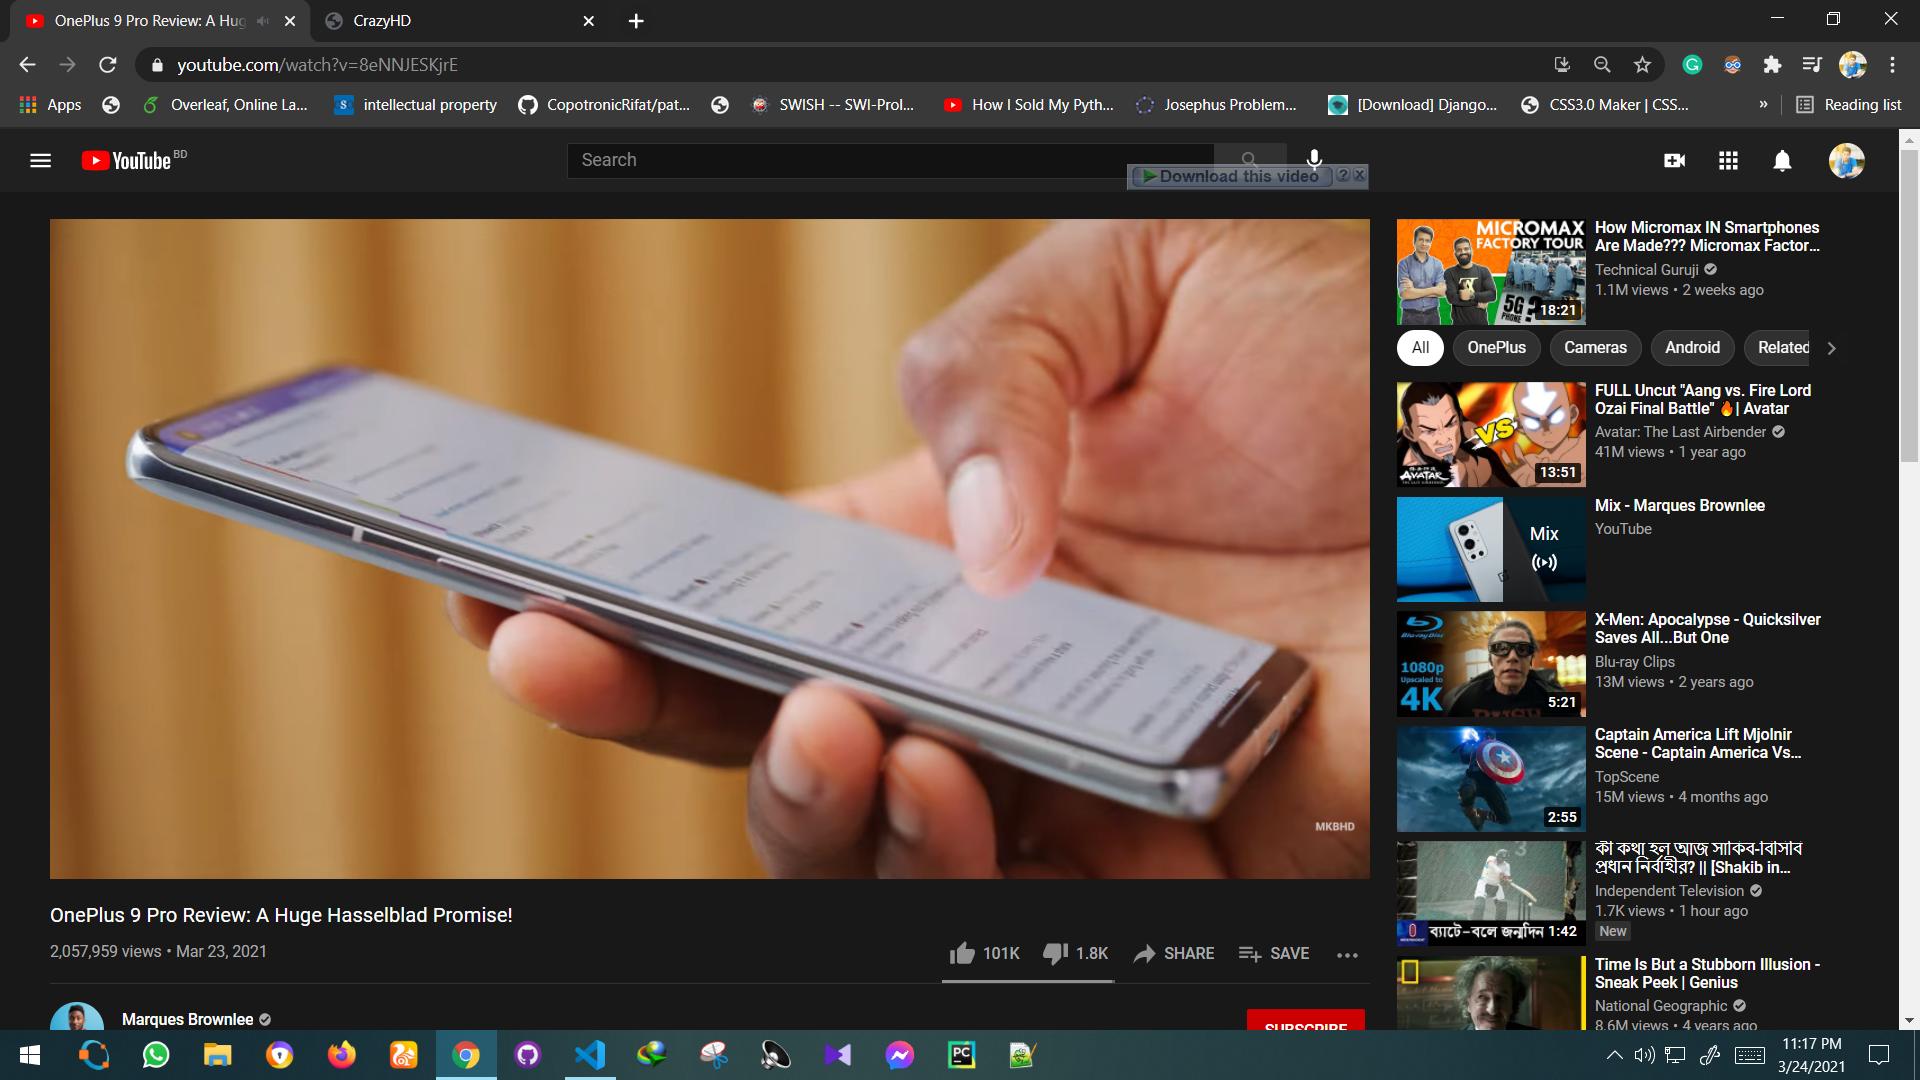 OnePlus 9 Pro Review: A Hug
CrazyHD
youtube.com/watch?v=8eNNJESKjrE
Apps
Overleaf, Online La...
intellectual property
CopotronicRifat/pat...
SWISH -- SWI-Prol...
How I Sold My Pyth...
Josephus Problem...
[Download] Django...
CSS3.0 Maker | CSS...
»
Reading list
YouTube BD
Search
Download this video
MKBHD
OnePlus 9 Pro Review: A Huge Hasselblad Promise!
2,057,959 views • Mar 23, 2021
101K
1.8K
SHARE
SAVE
Marques Brownlee
SUBSCRIBE
MICROMAX
FACTORY TOUR
5G ?
PHONE
18:21
How Micromax IN Smartphones
Are Made??? Micromax Factor...
Technical Guruji
1.1M views • 2 weeks ago
All
OnePlus
Cameras
Android
Related
VS
AVATAR
13:51
FULL Uncut "Aang vs. Fire Lord
Ozai Final Battle" 🔥| Avatar
Avatar: The Last Airbender
41M views • 1 year ago
Mix
Mix - Marques Brownlee
YouTube
Blu-ray Disc
1080p
Upscaled to
4K
5:21
X-Men: Apocalypse - Quicksilver
Saves All...But One
Blu-ray Clips
13M views • 2 years ago
2:55
Captain America Lift Mjolnir
Scene - Captain America Vs...
TopScene
15M views • 4 months ago
ব্যাটে-বলে জন্মদিন
1:42
কী কথা হল আজ সাকিব-বিসিবি
প্রধান নির্বাহীর? || [Shakib in...
Independent Television
1.7K views • 1 hour ago
New
Time Is But a Stubborn Illusion -
Sneak Peek | Genius
National Geographic
8.6M views • 4 years ago
PC
11:17 PM
3/24/2021